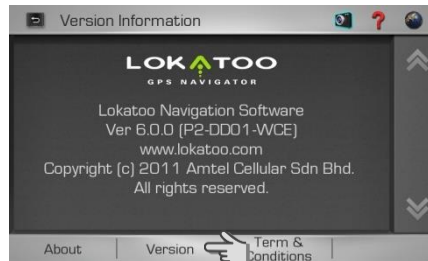 Version Information
LOKATOO
GPS NAVIGATOR
Lokatoo Navigation Software
Ver 6.0.0 (P2-DD01-WCE)
www.lokatoo.com
Copyright (c) 2011 Amtel Cellular Sdn Bhd.
All rights reserved.
About
Version
Term &
Conditions